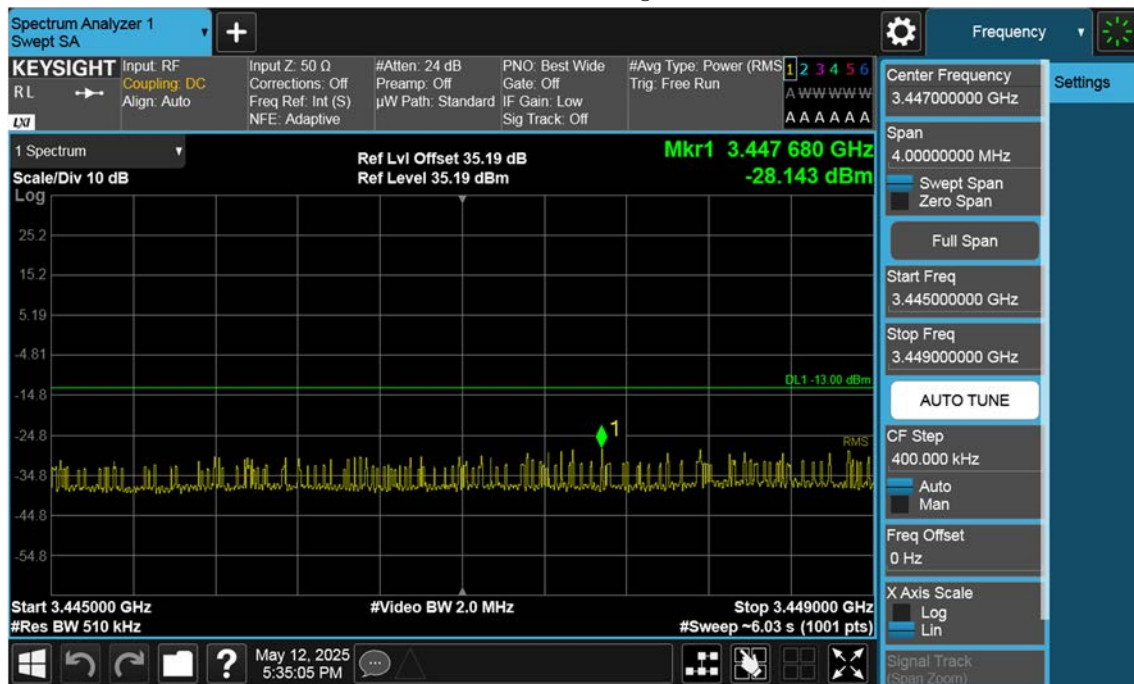 Spectrum Analyzer 1
Swept SA
+
Frequency
KEYSIGHT
RL
LXI
Input: RF
Coupling: DC
Align: Auto
Input Z: 50 Ω
Corrections: Off
Freq Ref: Int (S)
NFE: Adaptive
#Atten: 24 dB
Preamp: Off
µW Path: Standard
PNO: Best Wide
Gate: Off
IF Gain: Low
Sig Track: Off
#Avg Type: Power (RMS
Trig: Free Run
1 2 3 4 5 6
A W W W W W
A A A A A A
1 Spectrum
Scale/Div 10 dB
Log
Ref Lvl Offset 35.19 dB
Ref Level 35.19 dBm
Mkr1 3.447 680 GHz
-28.143 dBm
25.2
15.2
5.19
-4.81
DL1 -13.00 dBm
-14.8
1
-24.8
RMS
-34.8
-44.8
-54.8
Start 3.445000 GHz
#Video BW 2.0 MHz
Stop 3.449000 GHz
#Res BW 510 kHz
#Sweep ~6.03 s (1001 pts)
?
May 12, 2025
5:35:05 PM
Center Frequency
3.447000000 GHz
Settings
Span
4.00000000 MHz
Swept Span
Zero Span
Full Span
Start Freq
3.445000000 GHz
Stop Freq
3.449000000 GHz
AUTO TUNE
CF Step
400.000 kHz
Auto
Man
Freq Offset
0 Hz
X Axis Scale
Log
Lin
Signal Track
(Span Zoom)